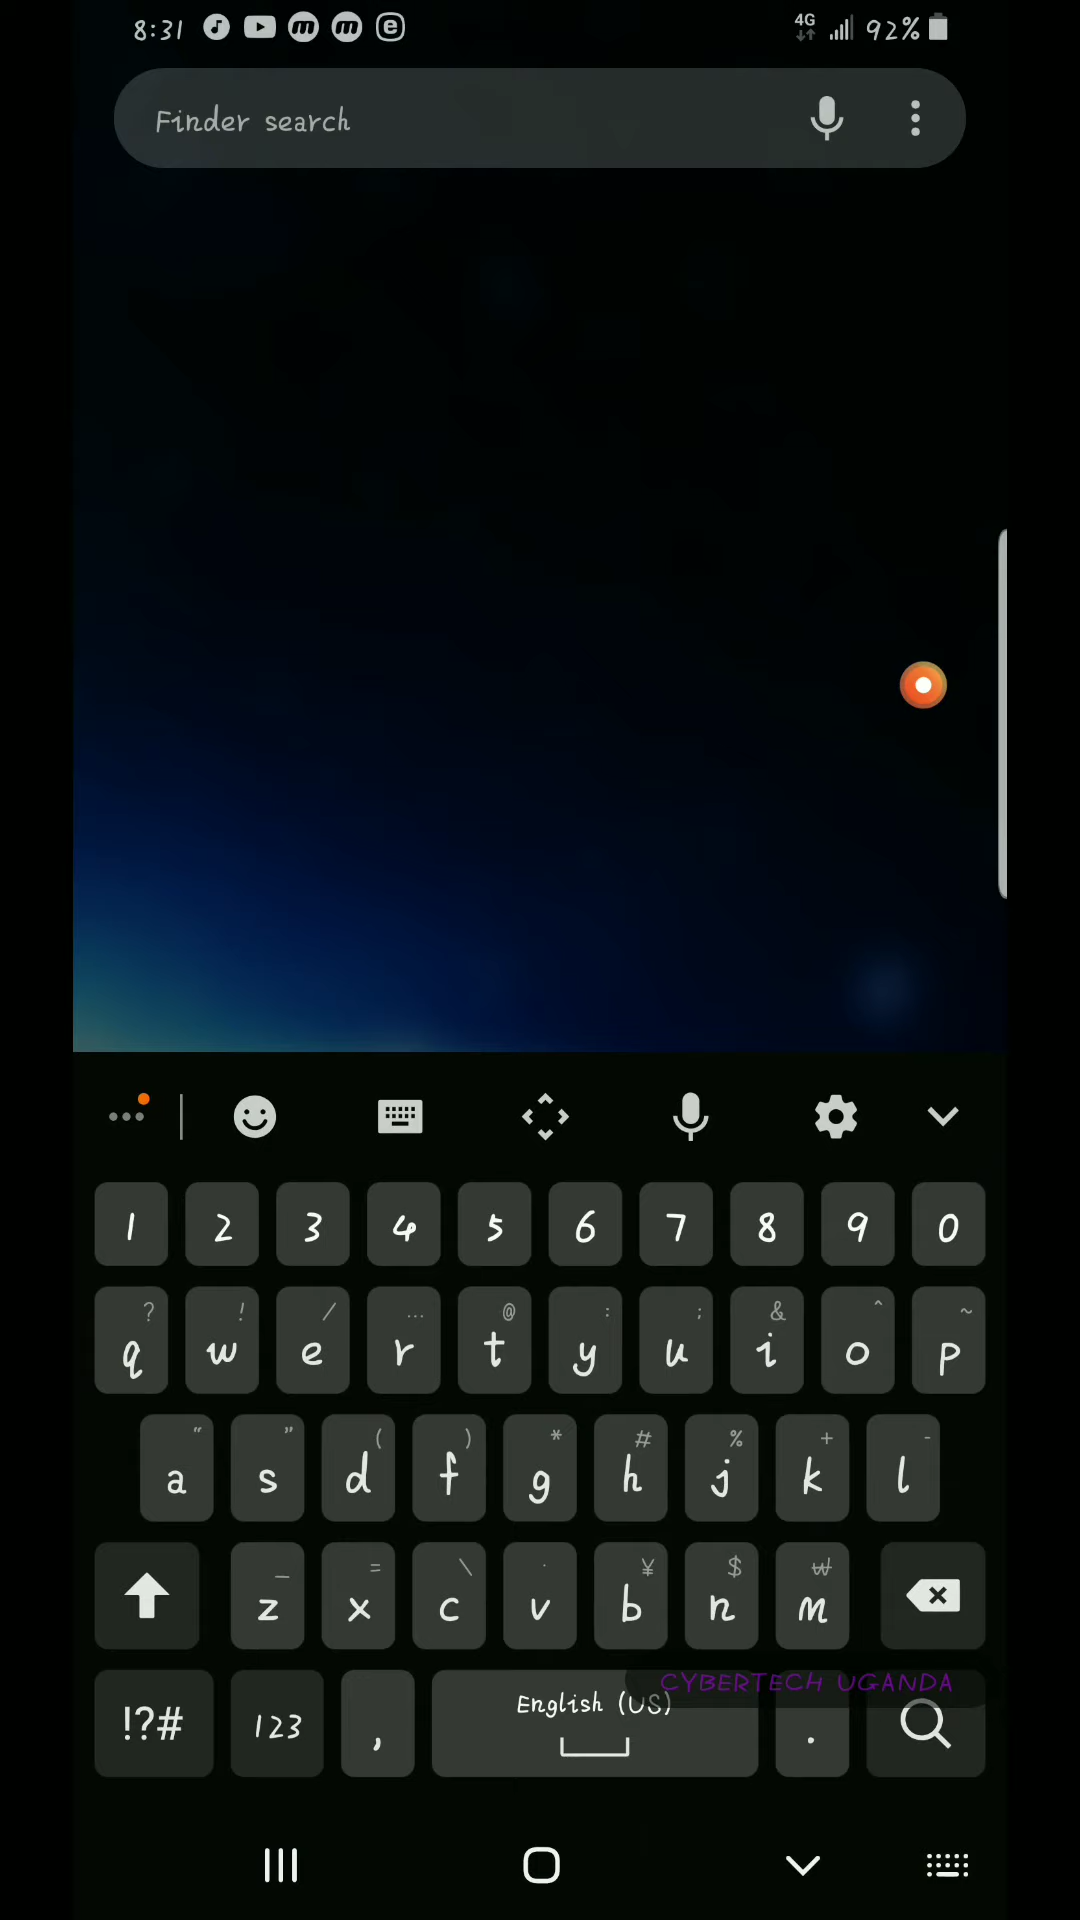 8:31 4G 92%
Finder search
1 2 3 4 5 6 7 8 9 0
? ! / ... @ : ; & ^ ~
q w e r t y u i o p
" " ( ) * # % + -
a s d f g h j k l
_ = \ · ¥ $ ₩
z x c v b n m
CYBERTECH UGANDA
!?# 123 , English (US) .